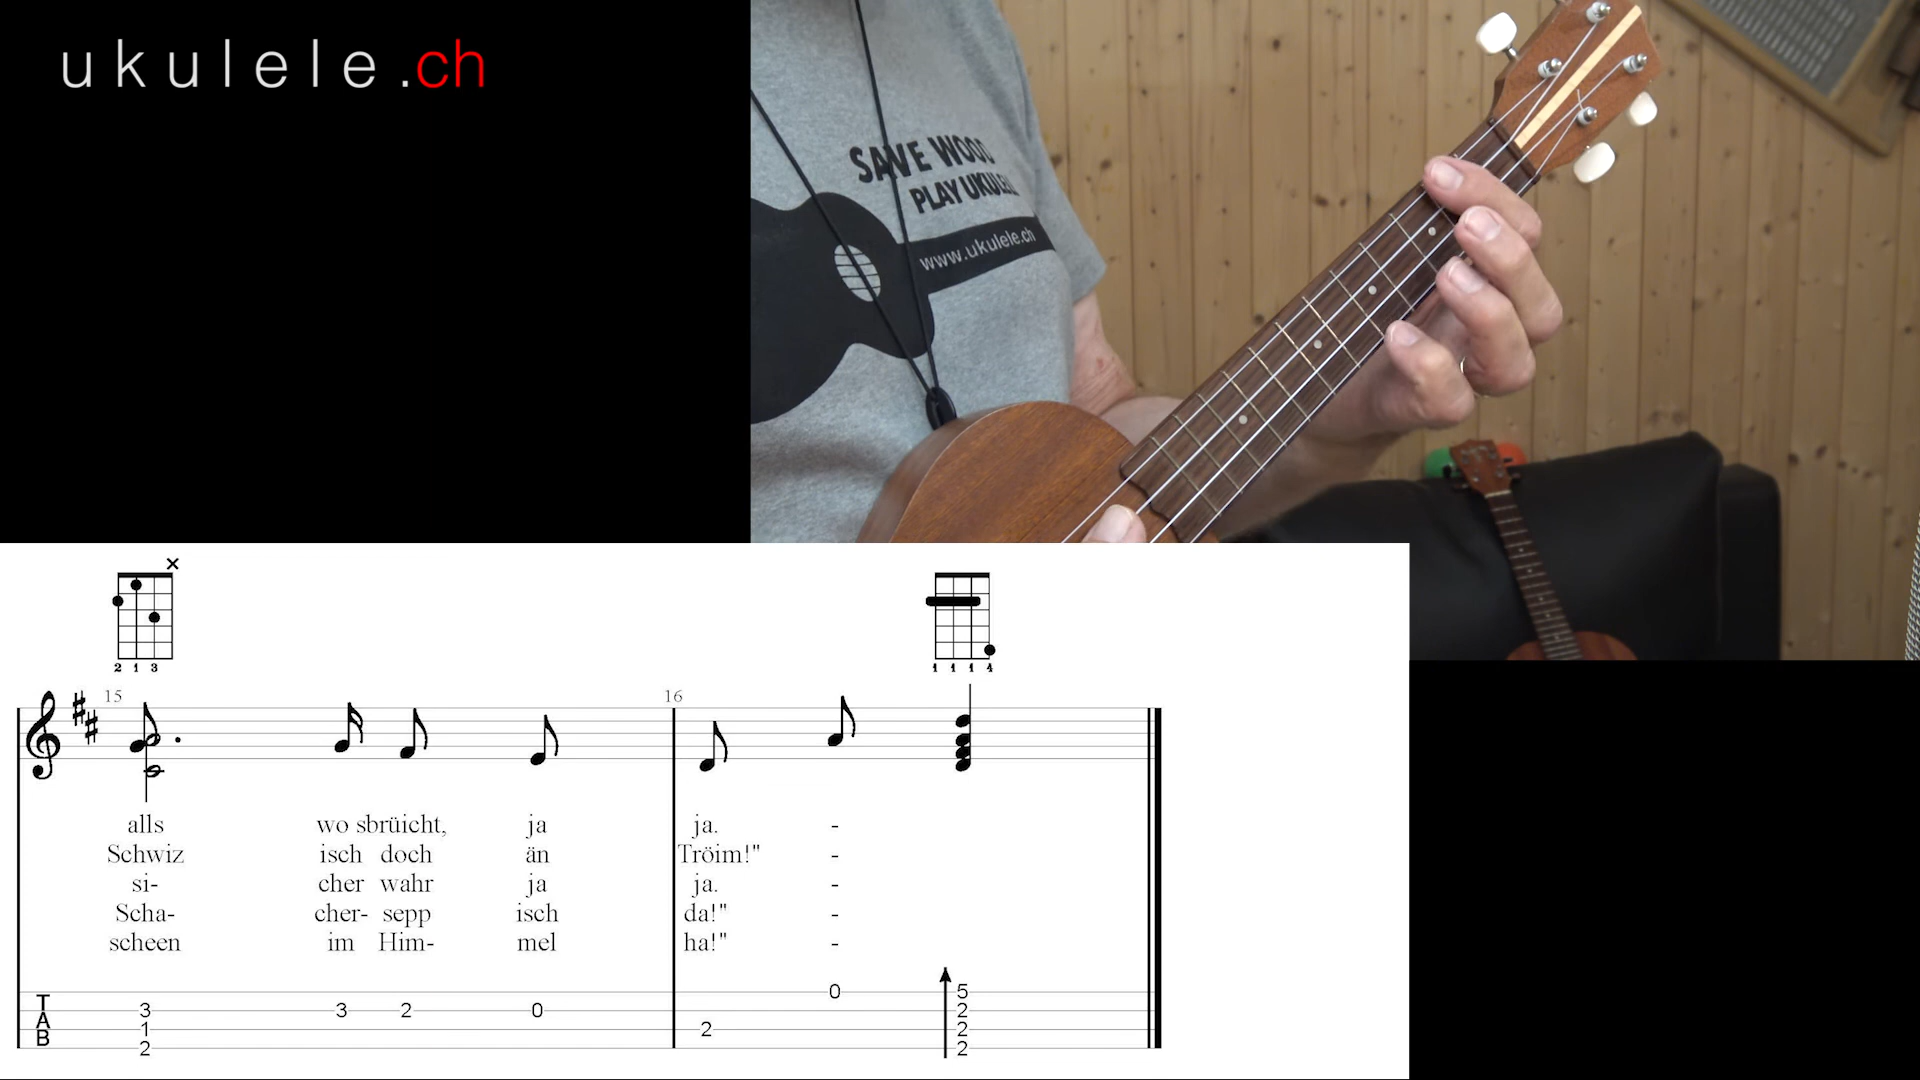 ukulele.ch
SAVE WOOD
PLAY UKULELE
www.ukulele.ch
x
2 1 3
1 1 1 4
15
16
alls wo sbrüicht, ja ja. -
Schwiz isch doch än Tröim!" -
si- cher wahr ja ja. -
Scha- cher- sepp isch da!" -
scheen im Him- mel ha!" -
TAB
0 5
3 3 2 0 2
1 2 2
2 2